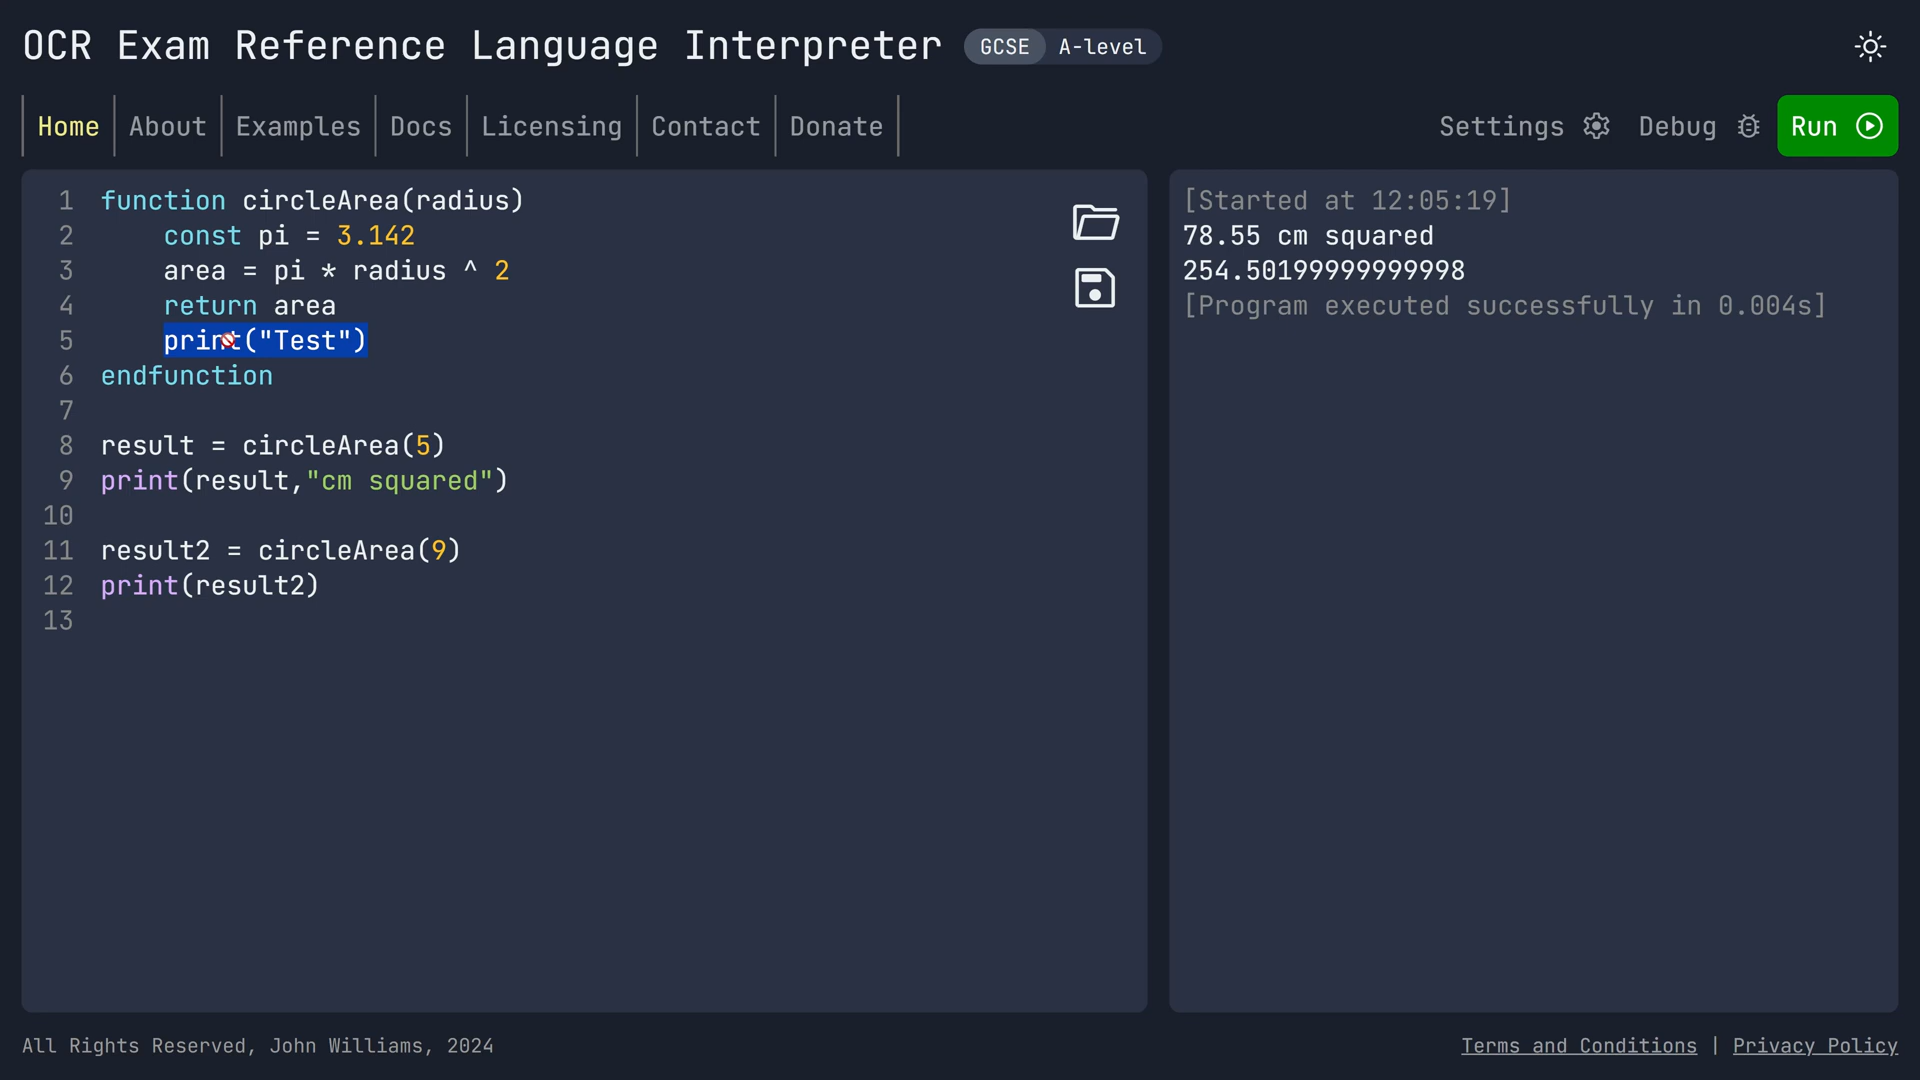 OCR Exam Reference Language Interpreter GCSE A-level
Home About Examples Docs Licensing Contact Donate Settings Debug Run
1 function circleArea(radius)
2 const pi = 3.142
3 area = pi * radius ^ 2
4 return area
5 print("Test")
6 endfunction
7
8 result = circleArea(5)
9 print(result,"cm squared")
10
11 result2 = circleArea(9)
12 print(result2)
13
[Started at 12:05:19]
78.55 cm squared
254.50199999999998
[Program executed successfully in 0.004s]
All Rights Reserved, John Williams, 2024
Terms and Conditions | Privacy Policy